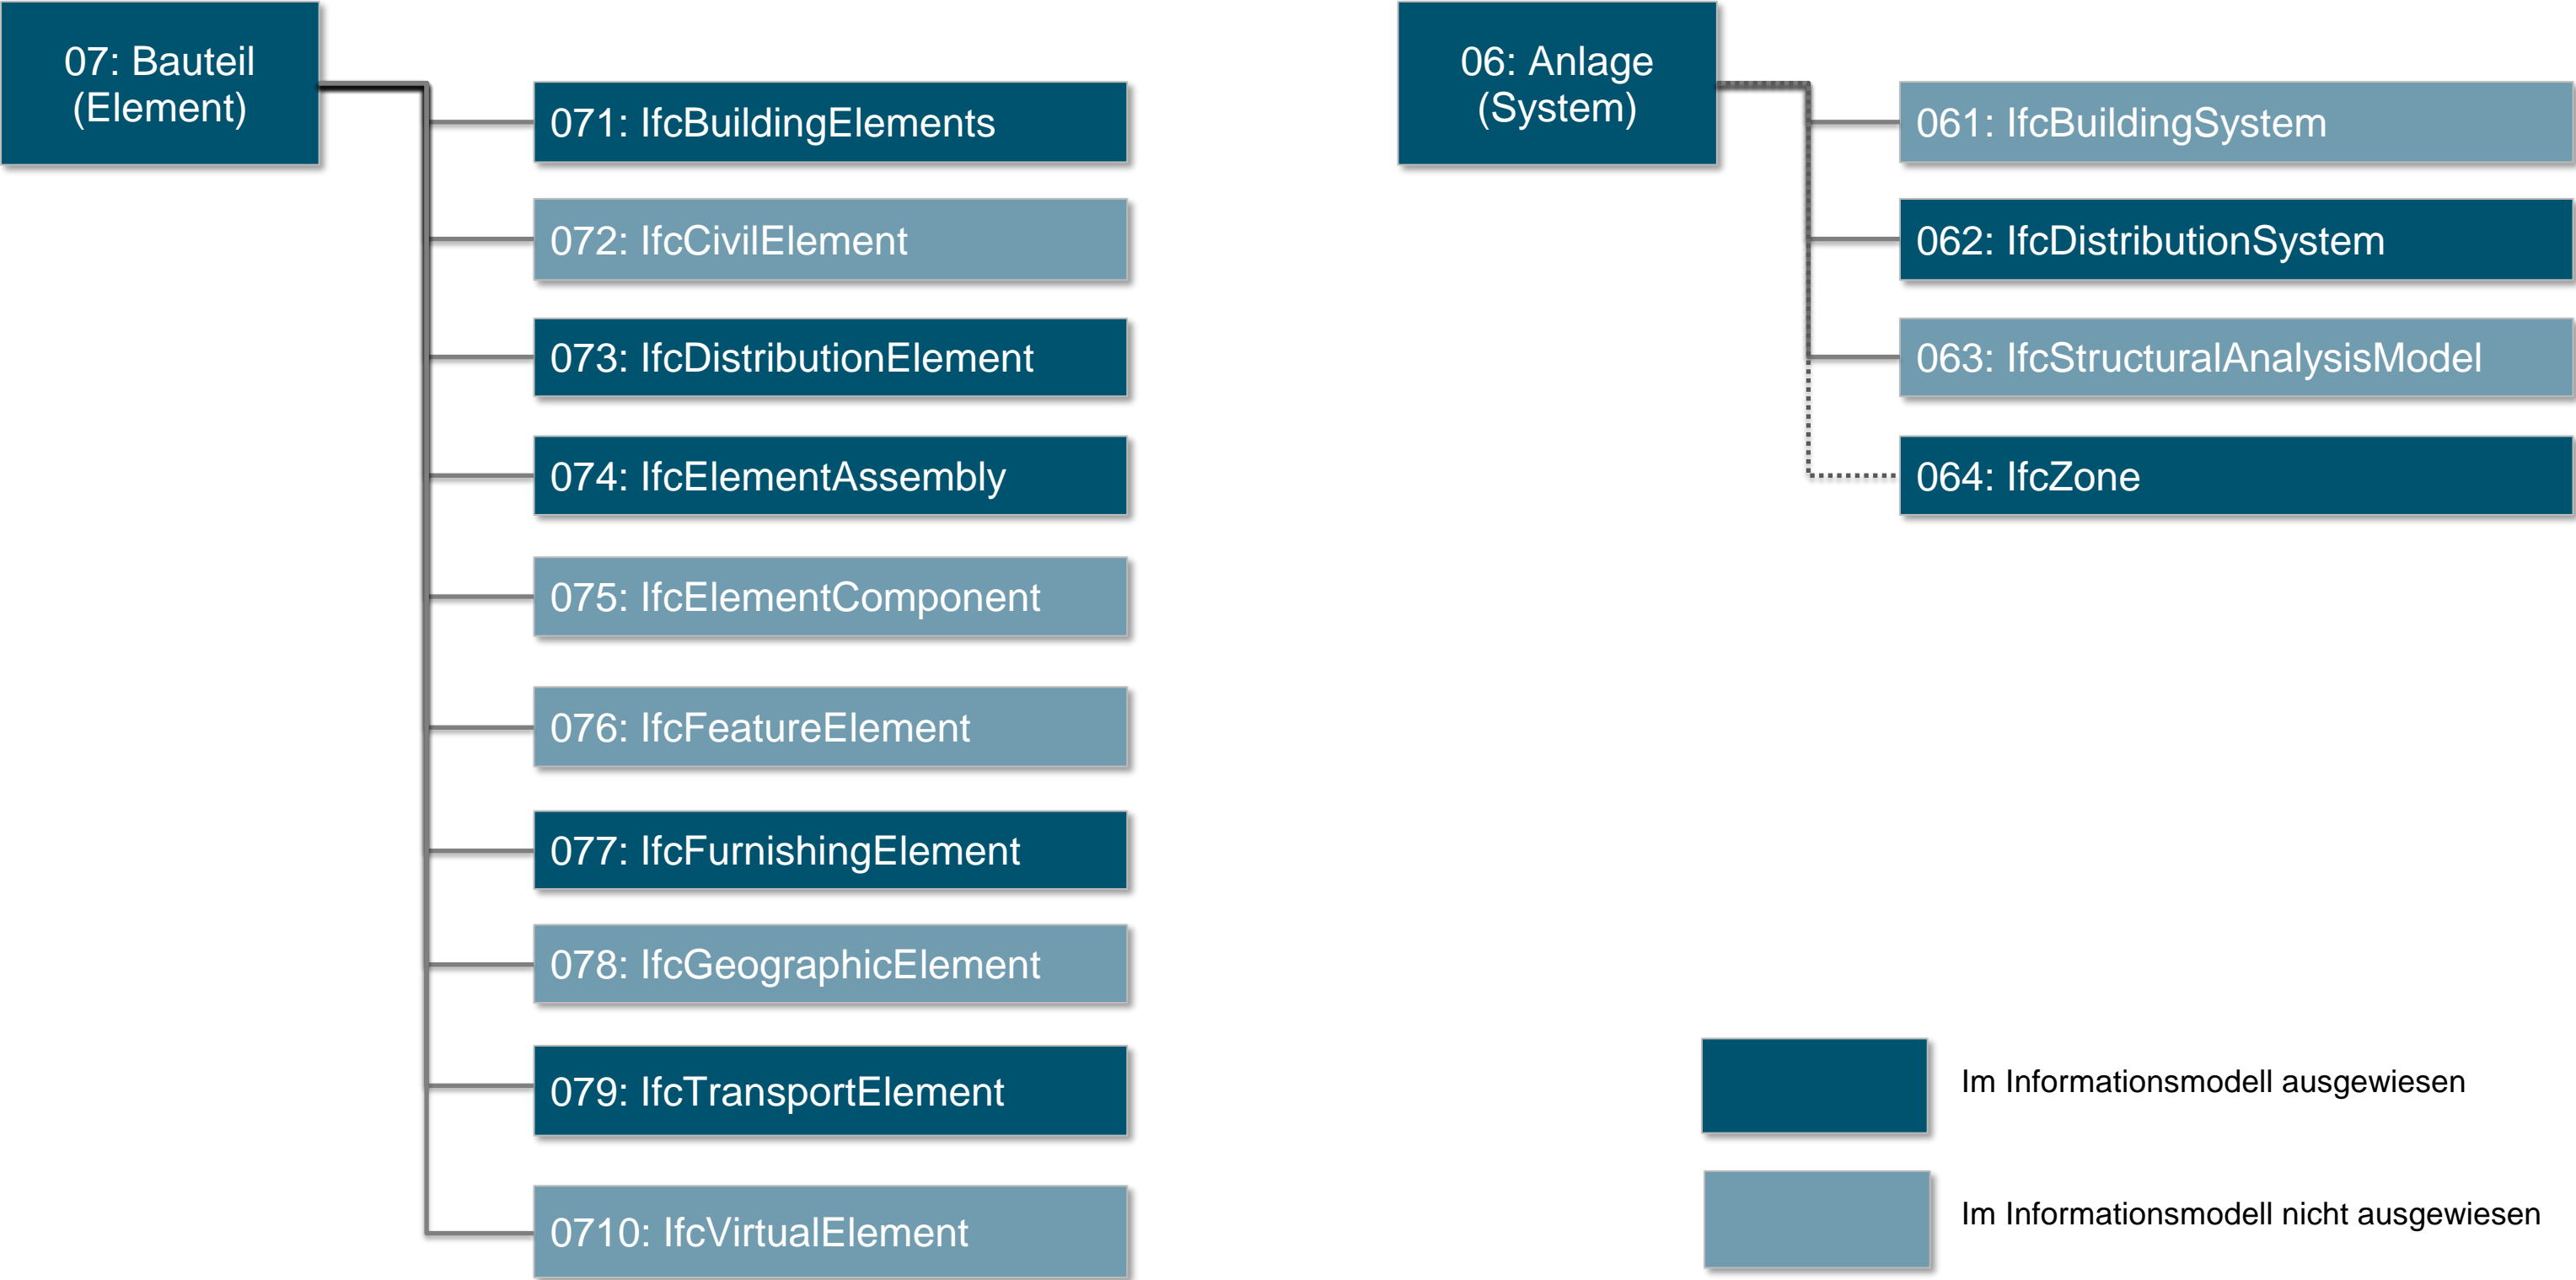 07: Bauteil
(Element)
071: IfcBuildingElements
072: IfcCivilElement
073: IfcDistributionElement
074: IfcElementAssembly
075: IfcElementComponent
076: IfcFeatureElement
077: IfcFurnishingElement
078: IfcGeographicElement
079: IfcTransportElement
0710: IfcVirtualElement
06: Anlage
(System)
061: IfcBuildingSystem
062: IfcDistributionSystem
063: IfcStructuralAnalysisModel
064: IfcZone
Im Informationsmodell ausgewiesen
Im Informationsmodell nicht ausgewiesen